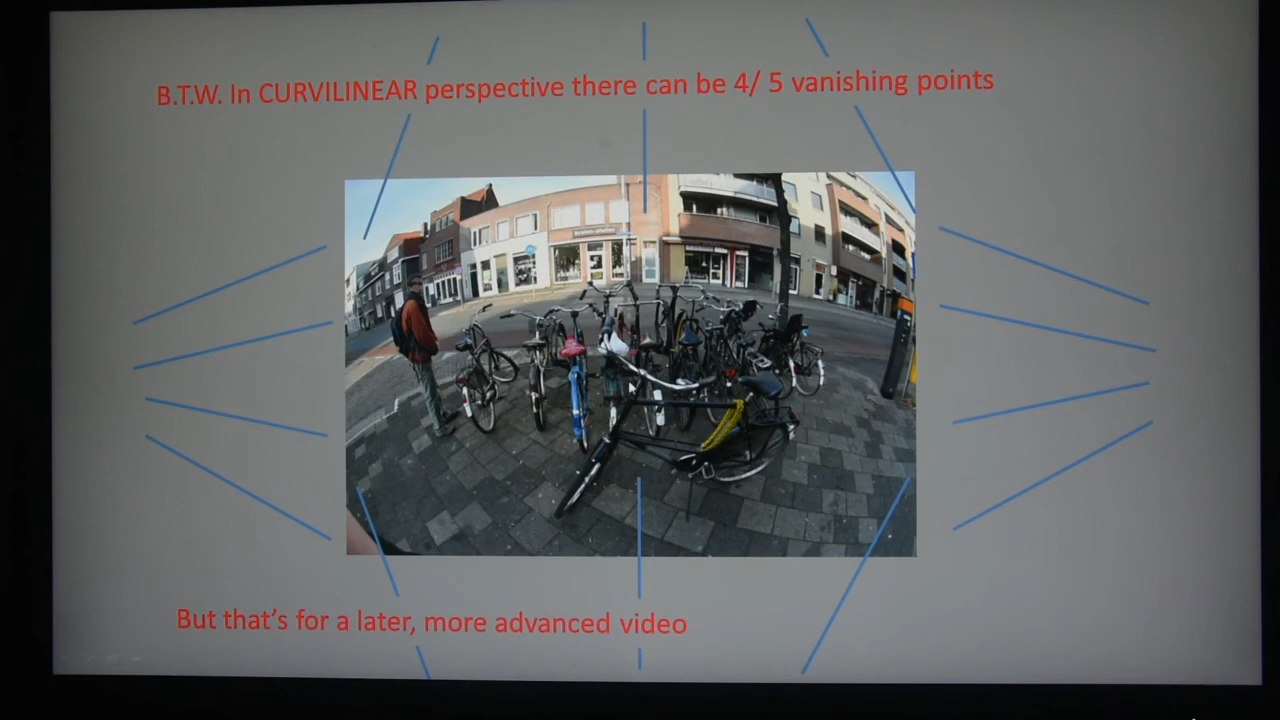 B.T.W. In CURVILINEAR perspective there can be 4/ 5 vanishing points
But that's for a later, more advanced video